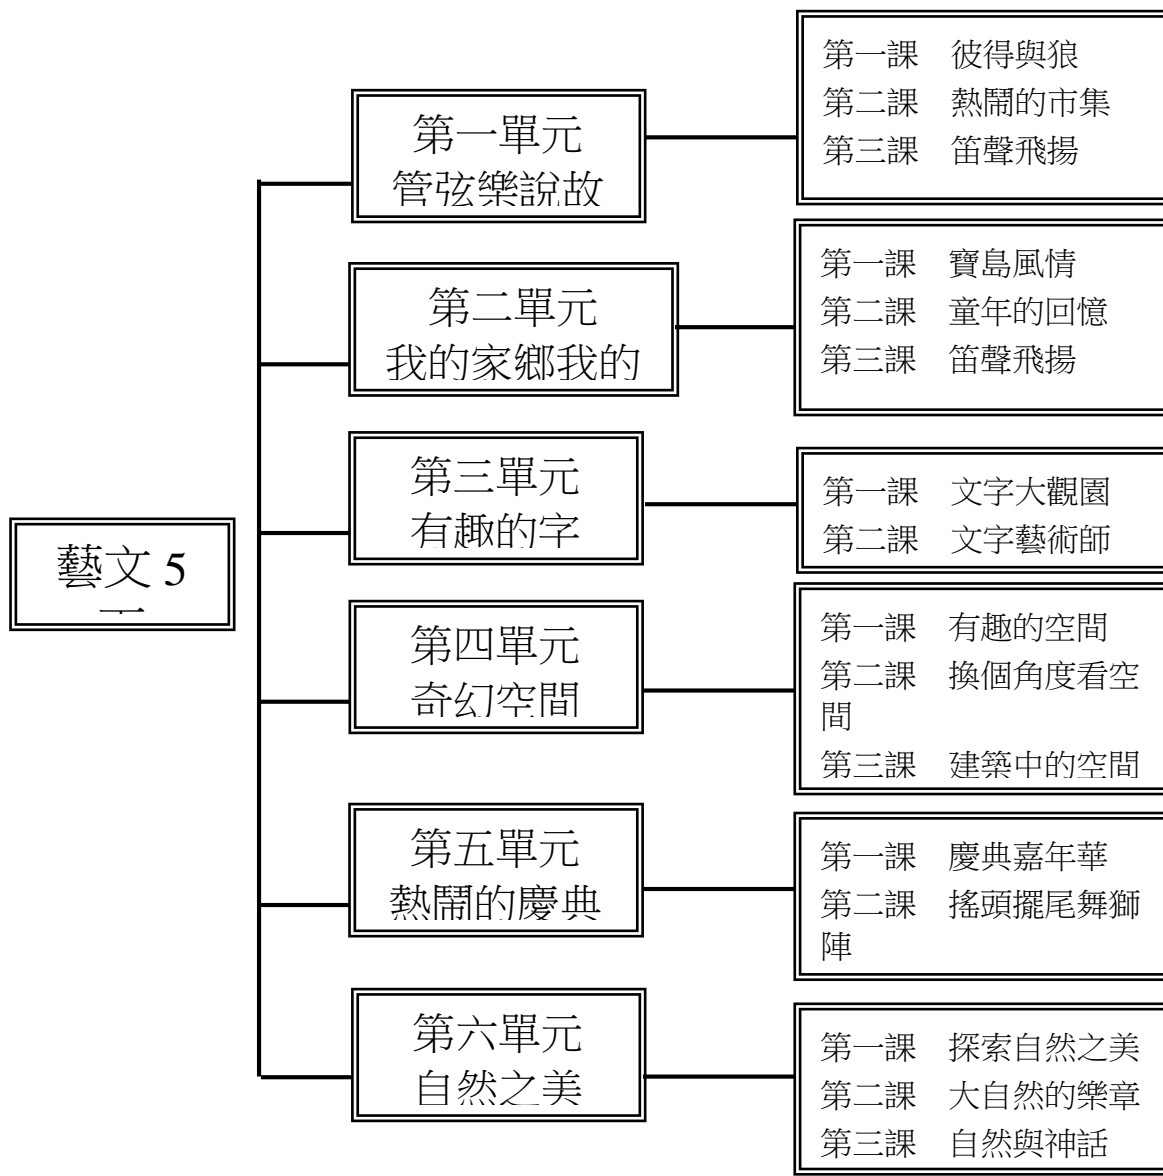 藝文 5
第一單元
管弦樂說故
第一課　彼得與狼
第二課　熱鬧的市集
第三課　笛聲飛揚
第二單元
我的家鄉我的
第一課　寶島風情
第二課　童年的回憶
第三課　笛聲飛揚
第三單元
有趣的字
第一課　文字大觀園
第二課　文字藝術師
第四單元
奇幻空間
第一課　有趣的空間
第二課　換個角度看空
間
第三課　建築中的空間
第五單元
熱鬧的慶典
第一課　慶典嘉年華
第二課　搖頭擺尾舞獅
陣
第六單元
自然之美
第一課　探索自然之美
第二課　大自然的樂章
第三課　自然與神話